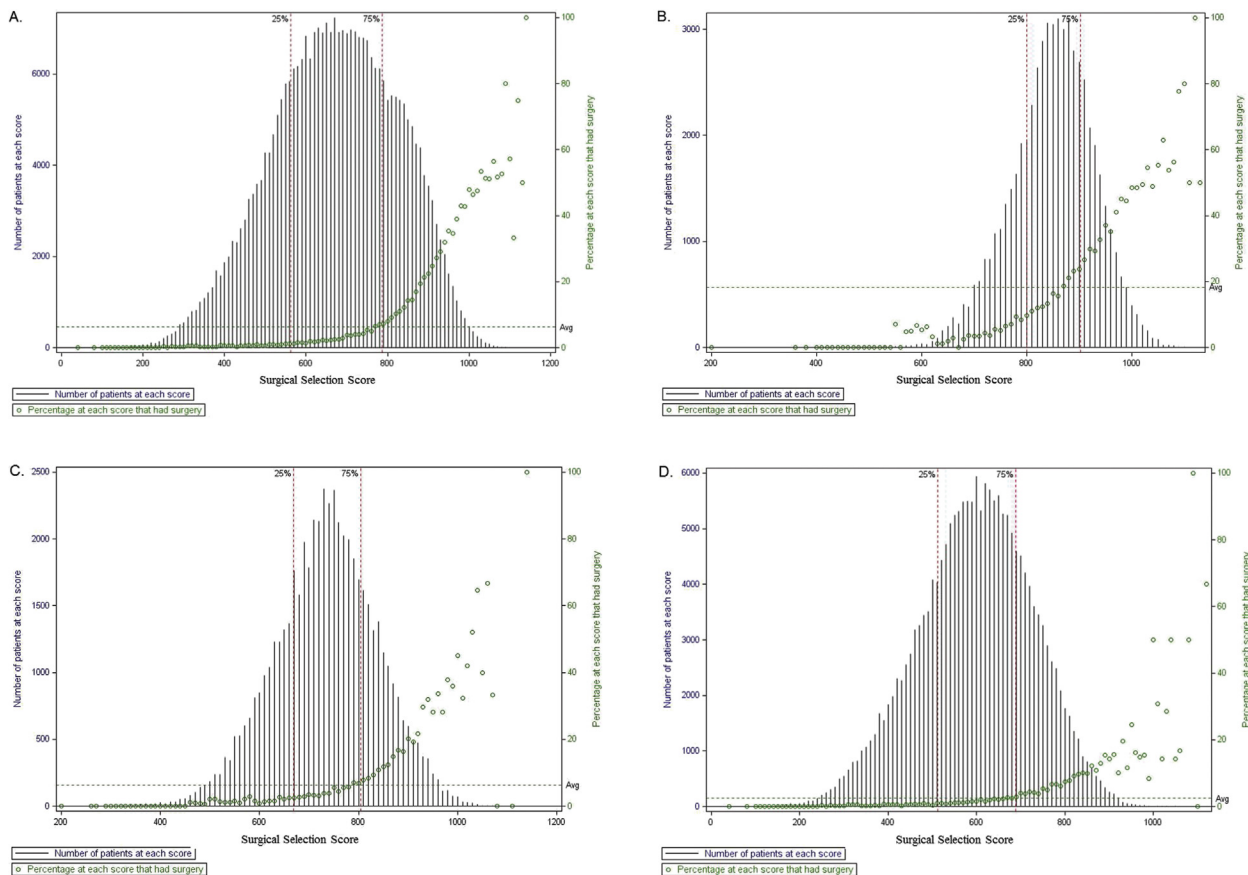 A.
25%
75%
6000
4000
2000
0
100
80
60
40
20
0
Number of patients at each score
Percentage at each score that had surgery
Avg
0
200
400
600
800
1000
1200
Surgical Selection Score
Number of patients at each score
Percentage at each score that had surgery
B.
25%
75%
3000
2000
1000
0
100
80
60
40
20
0
Number of patients at each score
Percentage at each score that had surgery
Avg
200
400
600
800
1000
Surgical Selection Score
Number of patients at each score
Percentage at each score that had surgery
C.
25%
75%
2500
2000
1500
1000
500
0
100
80
60
40
20
0
Number of patients at each score
Percentage at each score that had surgery
Avg
200
400
600
800
1000
1200
Surgical Selection Score
Number of patients at each score
Percentage at each score that had surgery
D.
25%
75%
6000
5000
4000
3000
2000
1000
0
100
80
60
40
20
0
Number of patients at each score
Percentage at each score that had surgery
Avg
0
200
400
600
800
1000
Surgical Selection Score
Number of patients at each score
Percentage at each score that had surgery